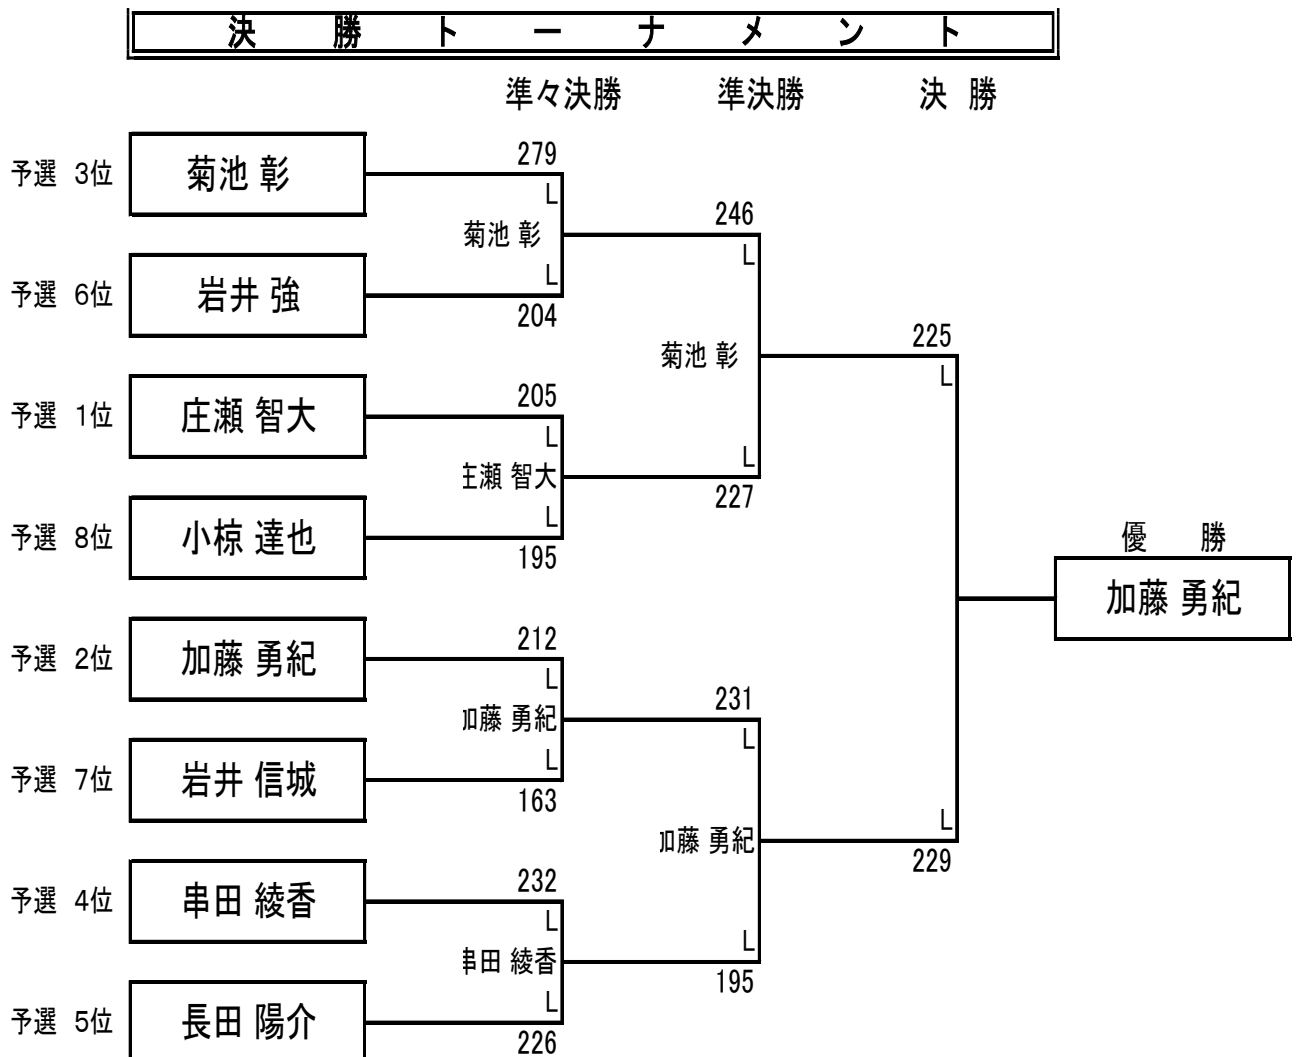 決勝トーナメント
準々決勝 準決勝 決 勝
279
予選 3位 菊池 彰
L
246
菊池 彰
L
L
予選 6位 岩井 強
204
225
菊池 彰
L
205
予選 1位 庄瀬 智大
L
L
庄瀬 智大
227
L
優 勝
予選 8位 小椋 達也
195
加藤 勇紀
212
予選 2位 加藤 勇紀
L
231
加藤 勇紀
L
L
予選 7位 岩井 信城
163
L
加藤 勇紀
229
232
予選 4位 串田 綾香
L
L
串田 綾香
195
L
予選 5位 長田 陽介
226